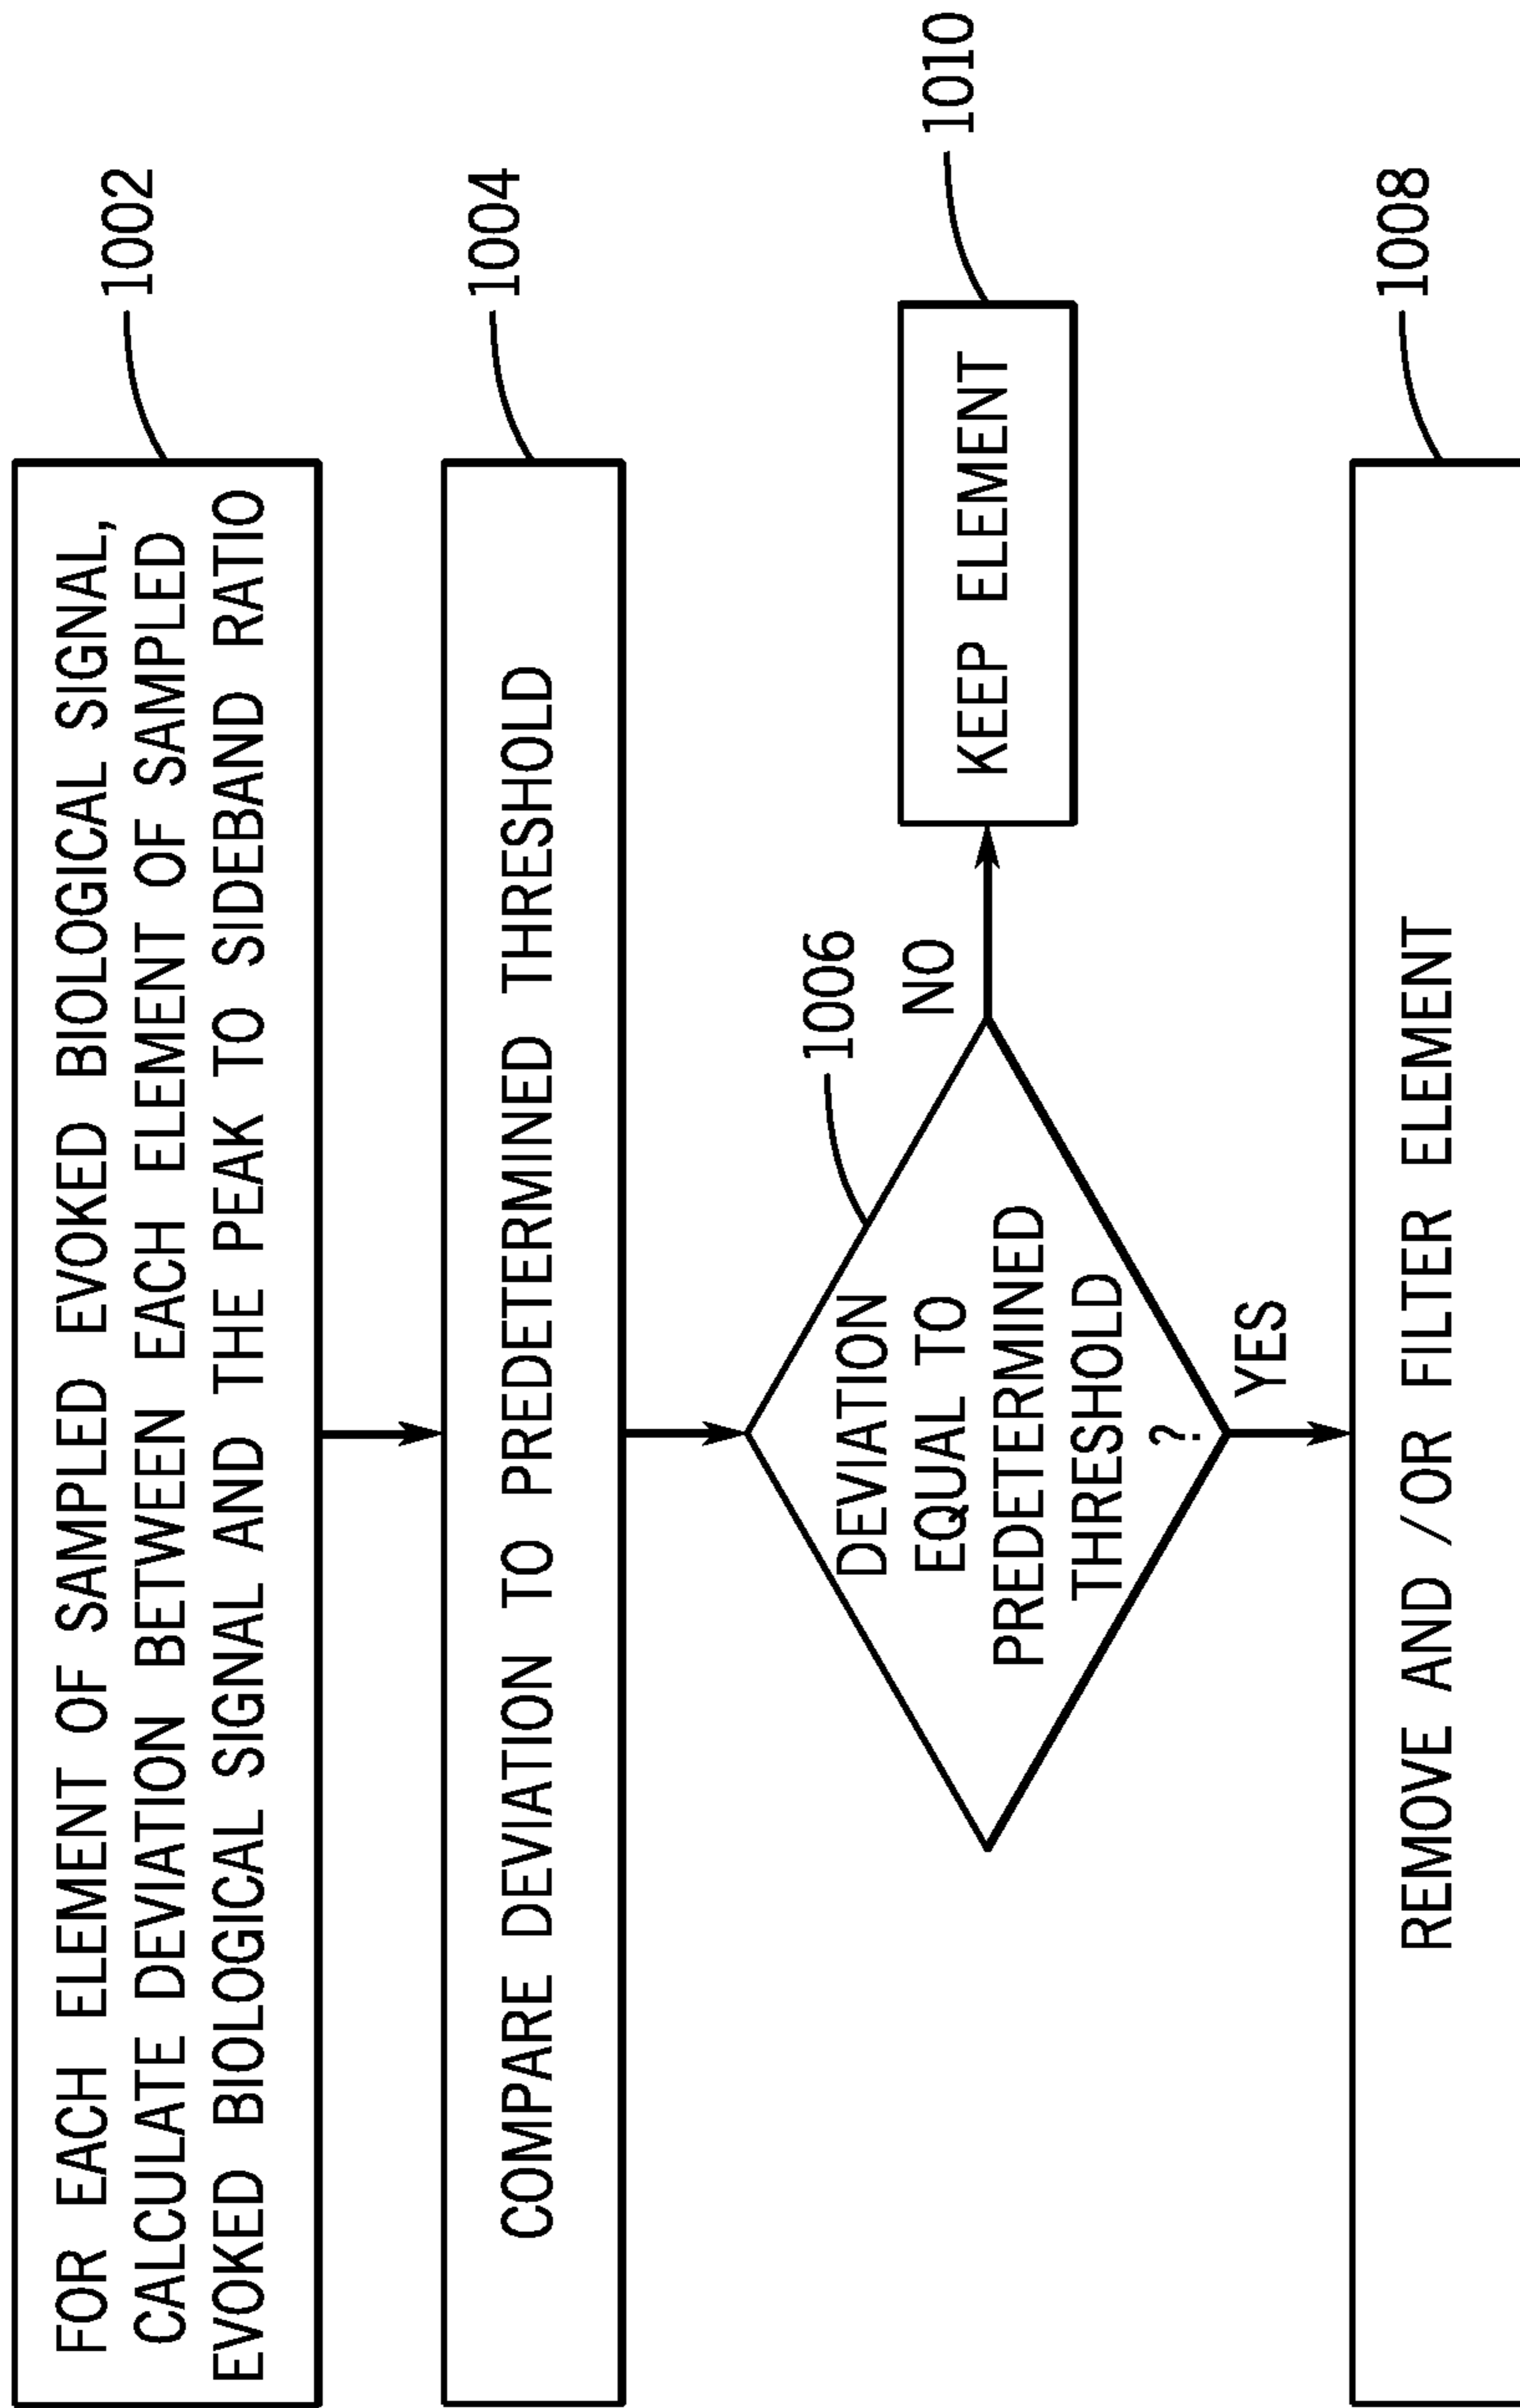 FOR EACH ELEMENT OF SAMPLED EVOKED BIOLOGICAL SIGNAL,
CALCULATE DEVIATION BETWEEN EACH ELEMENT OF SAMPLED
EVOKED BIOLOGICAL SIGNAL AND THE PEAK TO SIDEBAND RATIO
1002
COMPARE DEVIATION TO PREDETERMINED THRESHOLD
1004
DEVIATION
EQUAL TO
PREDETERMINED
THRESHOLD
?
1006
NO
KEEP ELEMENT
1010
YES
REMOVE AND /OR FILTER ELEMENT
1008